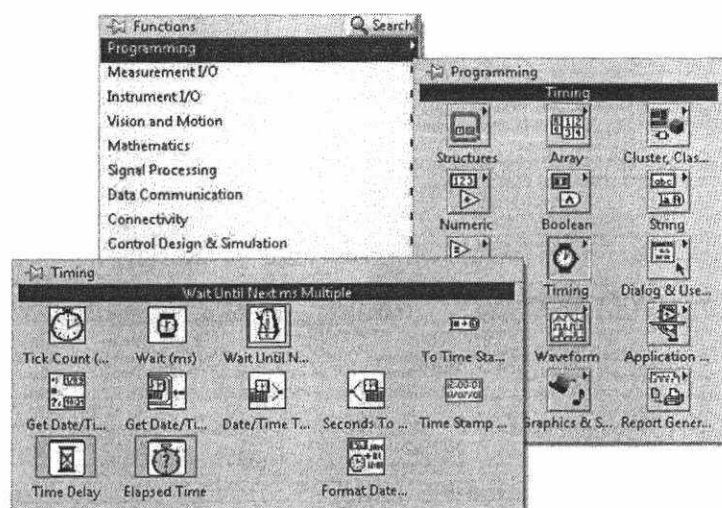 Functions
Search
Programming
Measurement I/O
Instrument I/O
Vision and Motion
Mathematics
Signal Processing
Data Communication
Connectivity
Control Design & Simulation
Programming
Timing
Structures Array Cluster, Clas...
Numeric Boolean String
Timing Dialog & Use...
Waveform Application ...
Graphics & S... Report Gener...
Timing
Wait Until Next ms Multiple
Tick Count (... Wait (ms) Wait Until N... To Time Sta...
Get Date/Ti... Get Date/Ti... Date/Time T... Seconds To ... Time Stamp ...
Time Delay Elapsed Time Format Date...